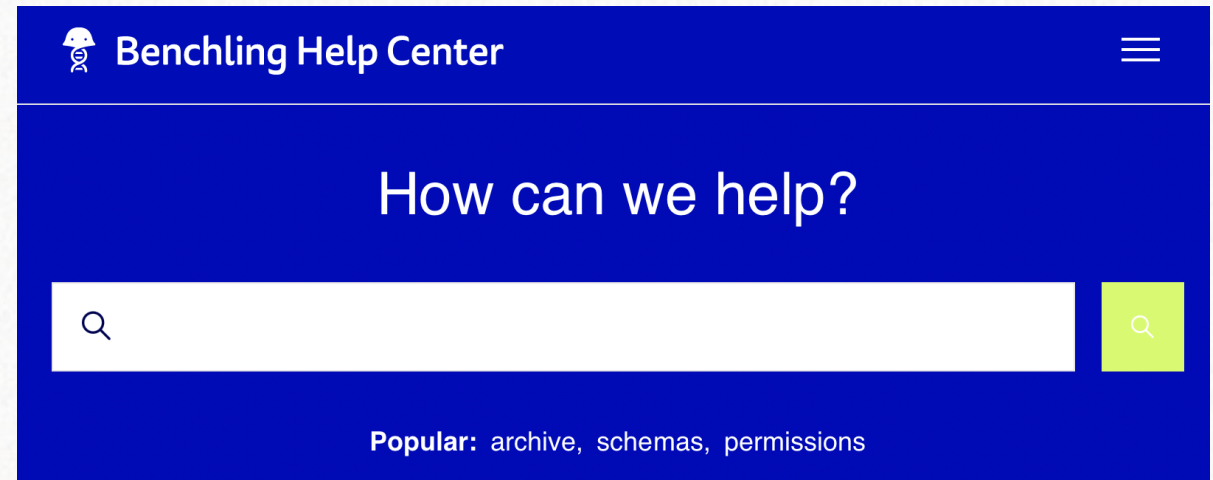 Benchling Help Center
How can we help?
Popular: archive, schemas, permissions